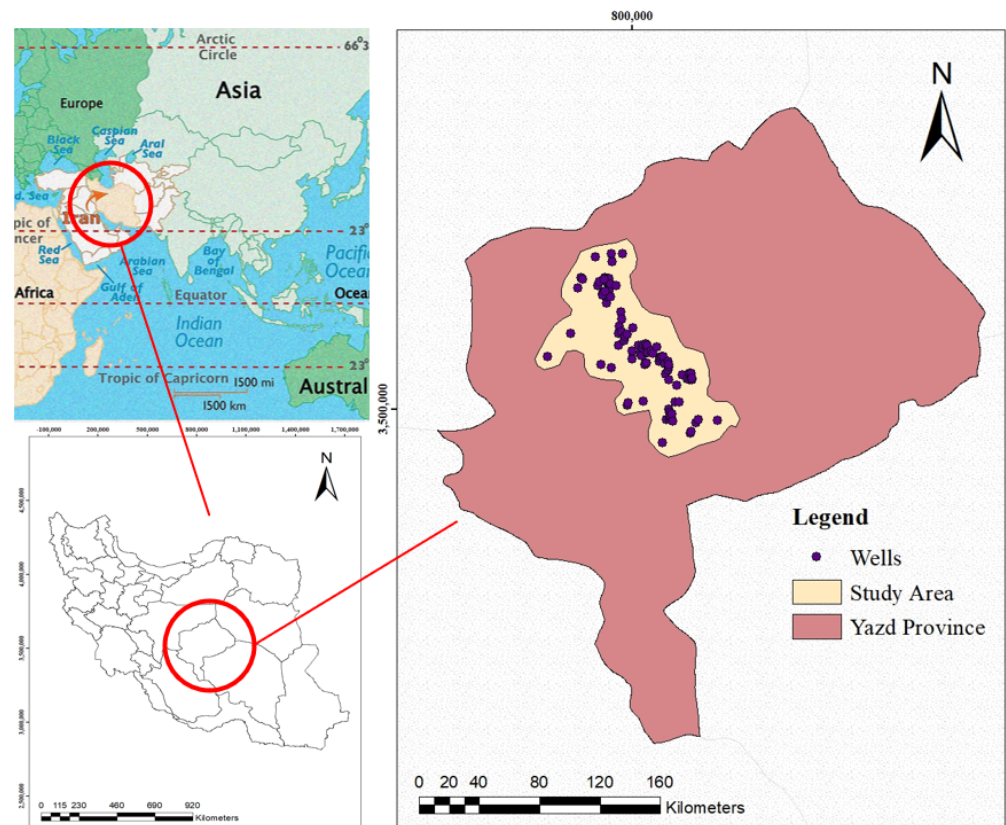 Arctic
Circle
66°3
Asia
Europe
Black
Sea
Caspian
Sea
Aral
Sea
d. Sea
Iran
pic of
ncer
23°
Red
Sea
Arabian
Sea
Bay
of
Bengal
Pacific
Ocean
Gulf of
Aden
Africa
Equator
Ocea
Indian
Ocean
23°
Tropic of Capricorn
1500 mi
1500 km
Austral
-100,000 200,000 500,000 800,000 1,100,000 1,400,000 1,700,000
N
4,500,000
4,000,000
3,500,000
3,000,000
2,500,000
0 115 230 460 690 920
Kilometers
800,000
3,500,000
N
Legend
Wells
Study Area
Yazd Province
0 20 40 80 120 160
Kilometers